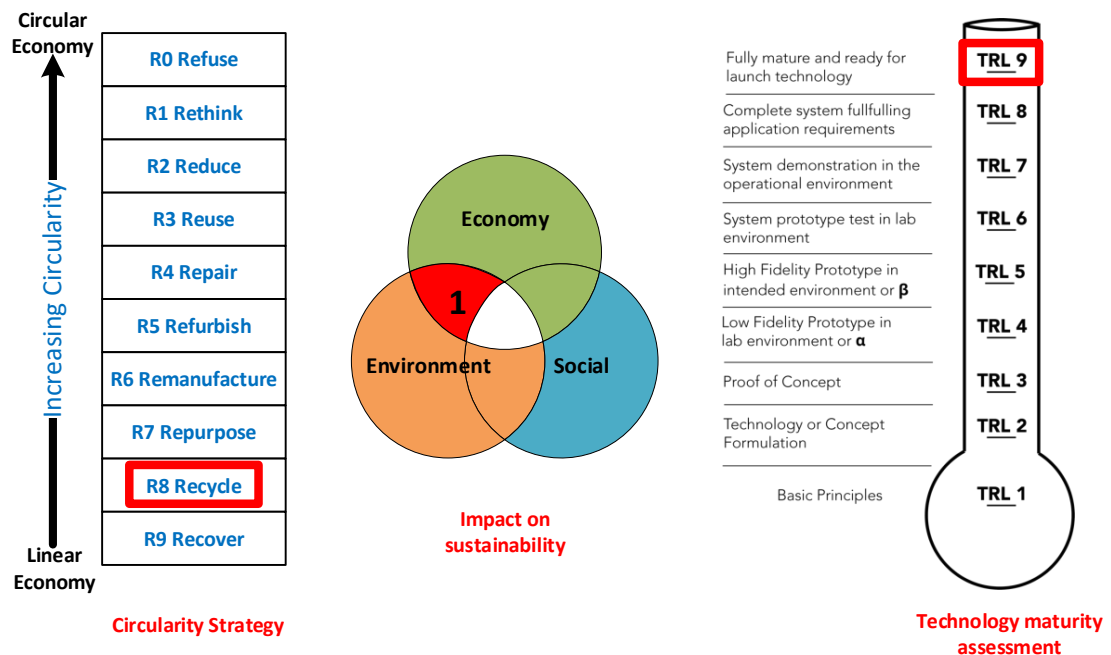 Circular
Economy
Increasing Circularity
Linear
Economy
R0 Refuse
R1 Rethink
R2 Reduce
R3 Reuse
R4 Repair
R5 Refurbish
R6 Remanufacture
R7 Repurpose
R8 Recycle
R9 Recover
Circularity Strategy
Economy
1
Environment
Social
Impact on
sustainability
Fully mature and ready for
launch technology
TRL 9
Complete system fullfulling
application requirements
TRL 8
System demonstration in the
operational environment
TRL 7
System prototype test in lab
environment
TRL 6
High Fidelity Prototype in
intended environment or β
TRL 5
Low Fidelity Prototype in
lab environment or α
TRL 4
Proof of Concept
TRL 3
Technology or Concept
Formulation
TRL 2
Basic Principles
TRL 1
Technology maturity
assessment